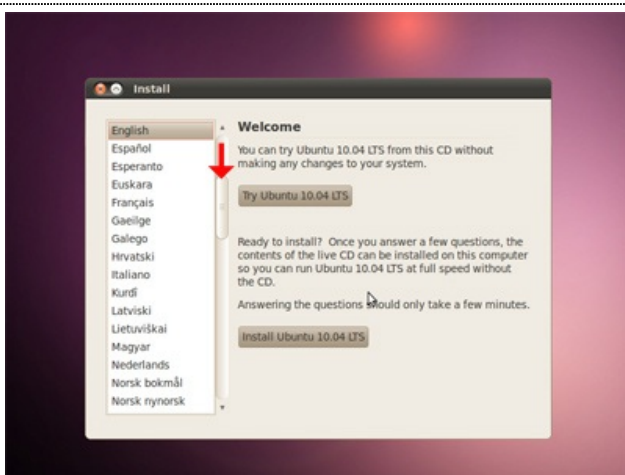 Install
English
Español
Esperanto
Euskara
Français
Gaeilge
Galego
Hrvatski
Italiano
Kurdî
Latviski
Lietuviškai
Magyar
Nederlands
Norsk bokmål
Norsk nynorsk
Welcome
You can try Ubuntu 10.04 LTS from this CD without
making any changes to your system.
Try Ubuntu 10.04 LTS
Ready to install? Once you answer a few questions, the
contents of the live CD can be installed on this computer
so you can run Ubuntu 10.04 LTS at full speed without
the CD.
Answering the questions should only take a few minutes.
Install Ubuntu 10.04 LTS